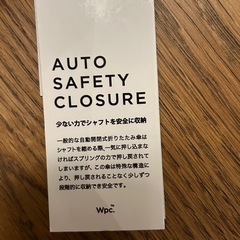 AUTO
SAFETY
CLOSURE
少ない力でシャフトを安全に収納
一般的な自動開閉式折りたたみ傘は
シャフトを縮める際、一気に押し込まな
ければスプリングの力で押し戻されて
しまいますが、この傘は特殊な構造に
より、押し戻されることなく少しずつ
段階的に収納でき安全です。
Wpc.